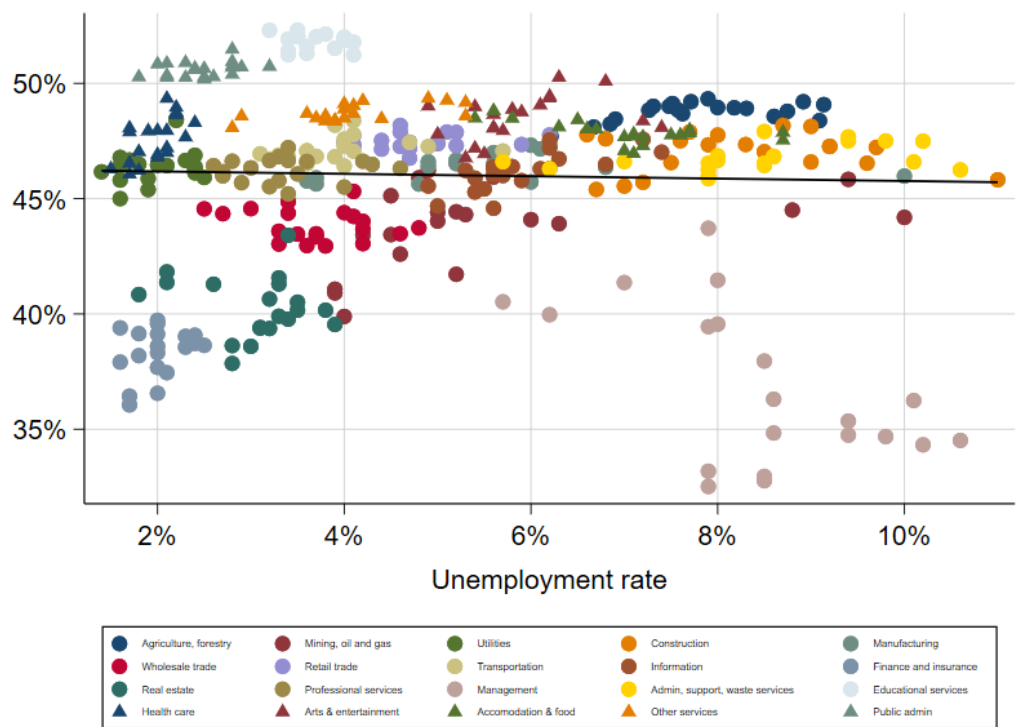 50%
45%
40%
35%
2% 4% 6% 8% 10%
Unemployment rate
Agriculture, forestry Mining, oil and gas Utilities Construction Manufacturing
Wholesale trade Retail trade Transportation Information Finance and insurance
Real estate Professional services Management Admin, support, waste services Educational services
Health care Arts & entertainment Accomodation & food Other services Public admin